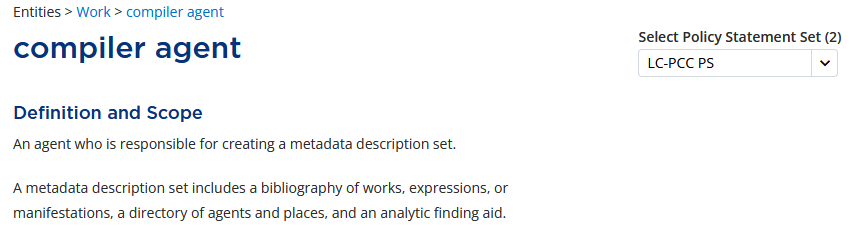 Entities > Work > compiler agent
compiler agent
Select Policy Statement Set (2)
LC-PCC PS
Definition and Scope
An agent who is responsible for creating a metadata description set.
A metadata description set includes a bibliography of works, expressions, or
manifestations, a directory of agents and places, and an analytic finding aid.